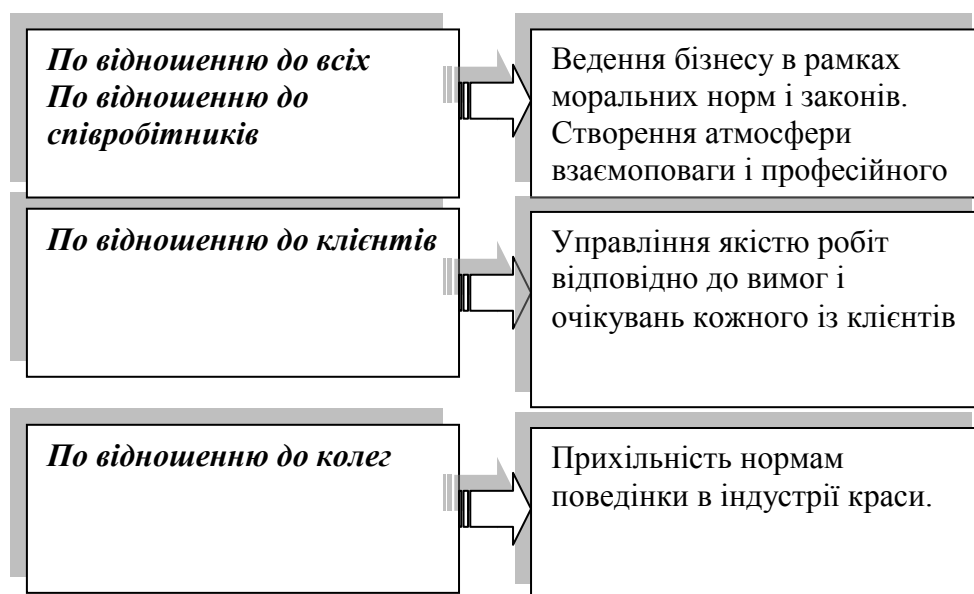 По відношенню до всіх
По відношенню до
співробітників
Ведення бізнесу в рамках
моральних норм і законів.
Створення атмосфери
взаємоповаги і професійного
По відношенню до клієнтів
Управління якістю робіт
відповідно до вимог і
очікувань кожного із клієнтів
По відношенню до колег
Прихільність нормам
поведінки в індустрії краси.